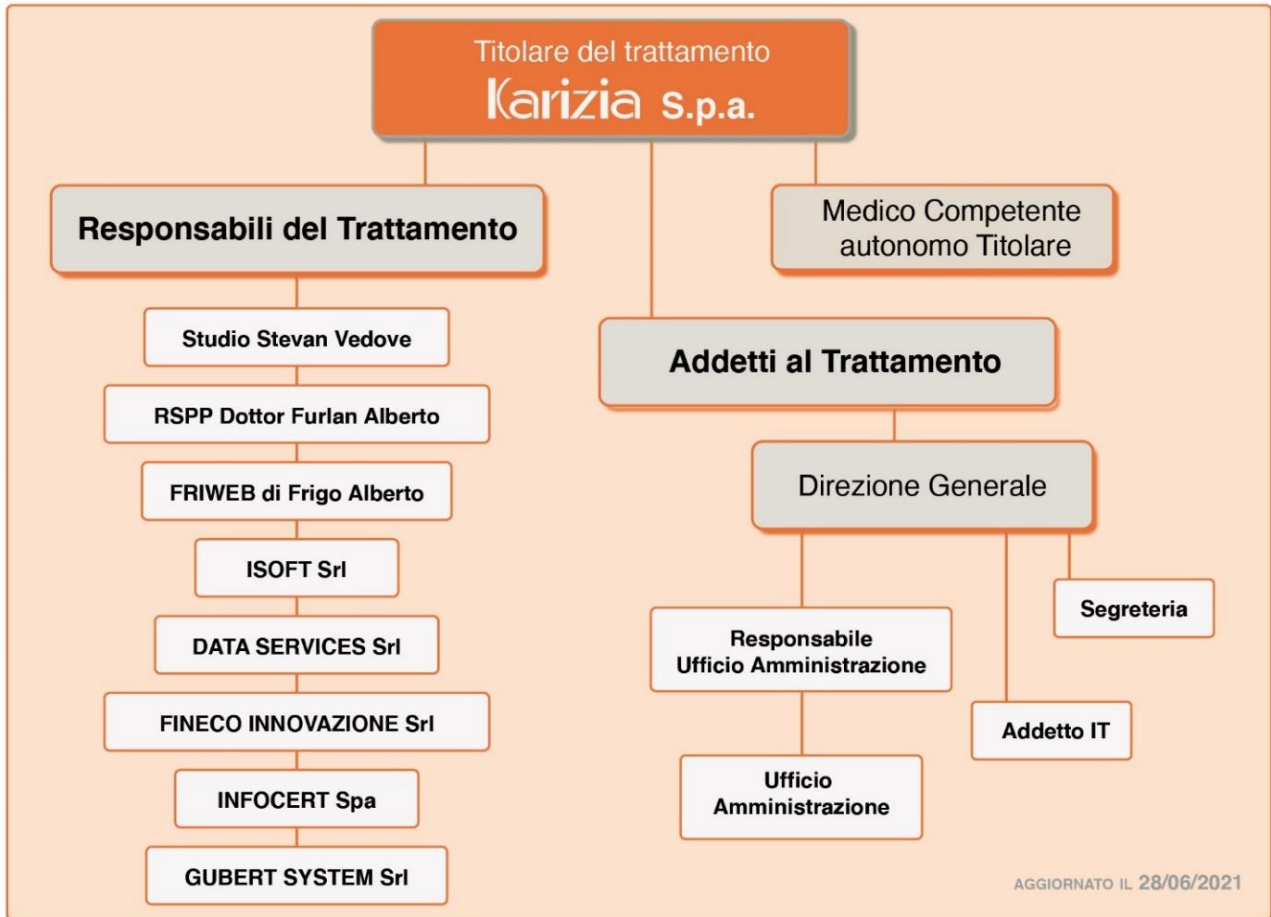 Titolare del trattamento
Karizia S.p.a.
Responsabili del Trattamento
Studio Stevan Vedove
RSPP Dottor Furlan Alberto
FRIWEB di Frigo Alberto
ISOFT Srl
DATA SERVICES Srl
FINECO INNOVAZIONE Srl
INFOCERT Spa
GUBERT SYSTEM Srl
Medico Competente
autonomo Titolare
Addetti al Trattamento
Direzione Generale
Responsabile
Ufficio Amministrazione
Ufficio
Amministrazione
Addetto IT
Segreteria
AGGIORNATO IL 28/06/2021